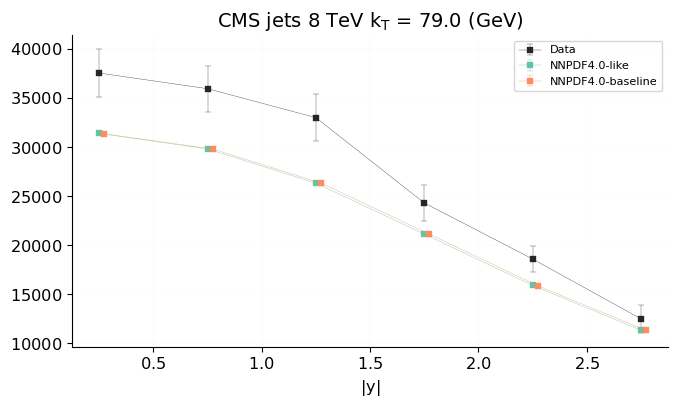 CMS jets 8 TeV k_T = 79.0 (GeV)
Data
NNPDF4.0-like
NNPDF4.0-baseline
40000
35000
30000
25000
20000
15000
10000
0.5 1.0 1.5 2.0 2.5
|y|